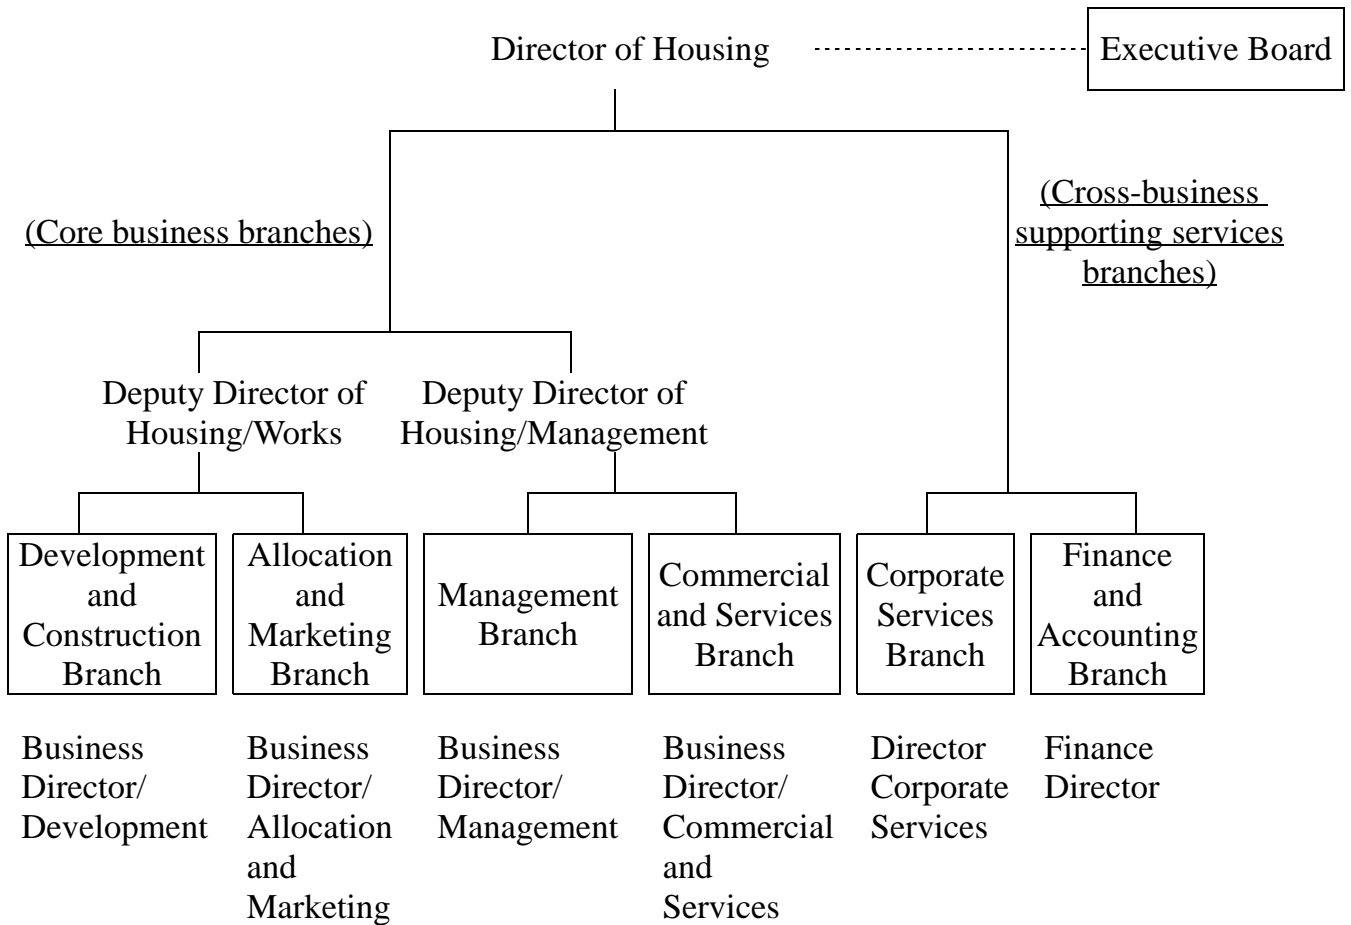 Director of Housing
Executive Board
(Cross-business
supporting services
branches)
(Core business branches)
Deputy Director of
Housing/Works
Deputy Director of
Housing/Management
Development
and
Construction
Branch
Allocation
and
Marketing
Branch
Management
Branch
Commercial
and Services
Branch
Corporate
Services
Branch
Finance
and
Accounting
Branch
Business
Director/
Development
Business
Director/
Allocation
and
Marketing
Business
Director/
Management
Business
Director/
Commercial
and
Services
Director
Corporate
Services
Finance
Director